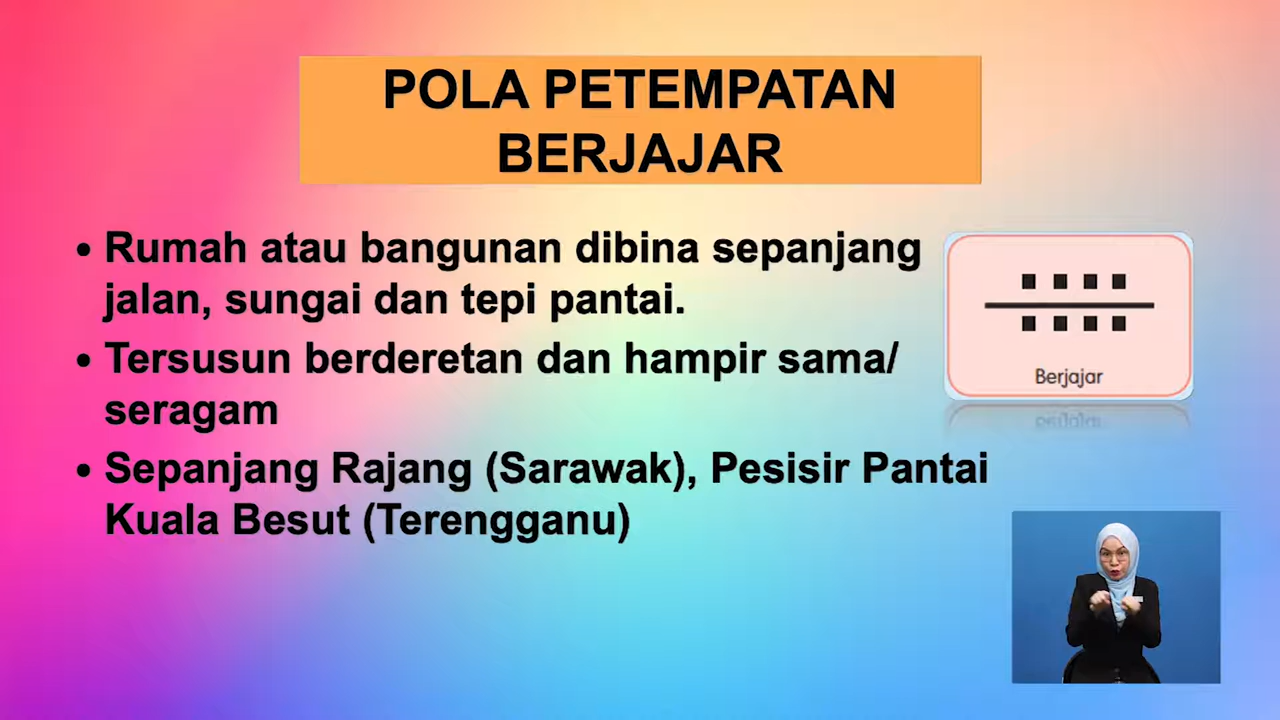 POLA PETEMPATAN
BERJAJAR
• Rumah atau bangunan dibina sepanjang
jalan, sungai dan tepi pantai.
• Tersusun berderetan dan hampir sama/
seragam
• Sepanjang Rajang (Sarawak), Pesisir Pantai
Kuala Besut (Terengganu)
Berjajar